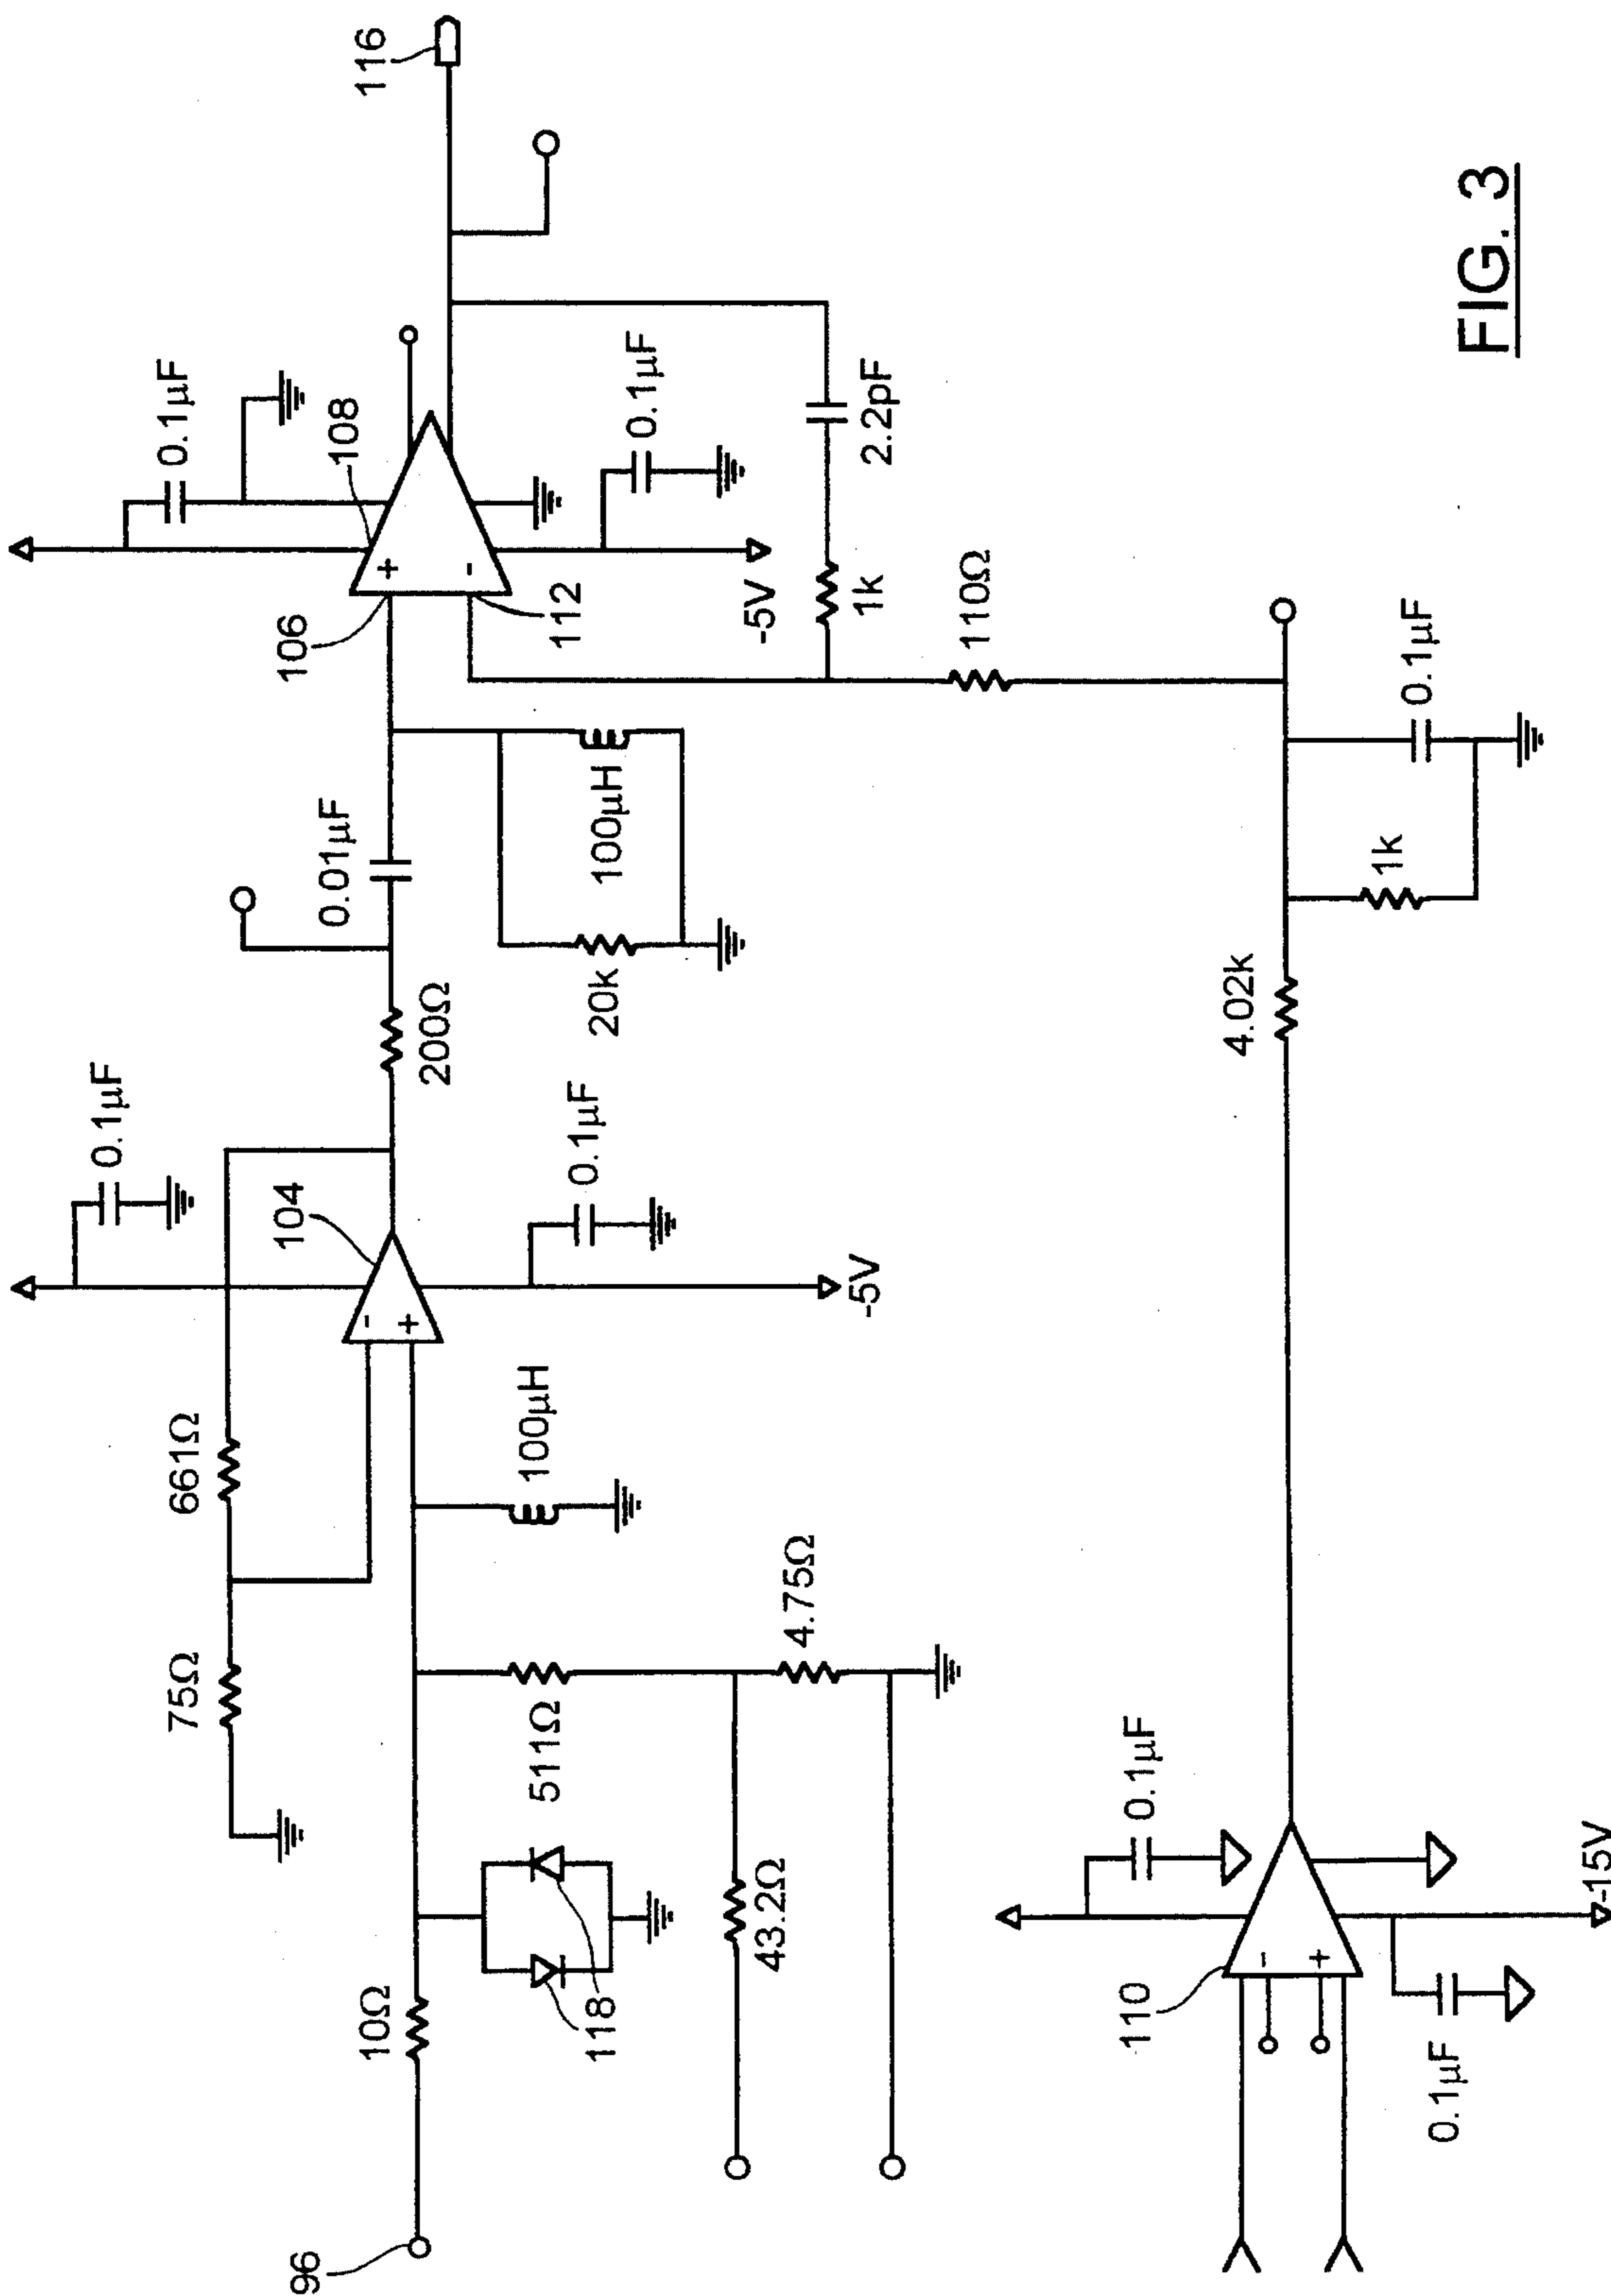 0.1µF
0.1µF
108
116
104
661Ω
0.01µF
106
75Ω
200Ω
112
0.1µF
-5V
20k
100µH
1k
2.2pF
10Ω
118
511Ω
100µH
0.1µF
-5V
43.2Ω
4.75Ω
110Ω
110
-
+
-
+
+
-
0.1µF
0.1µF
-15V
4.02k
1k
0.1µF
96
FIG. 3